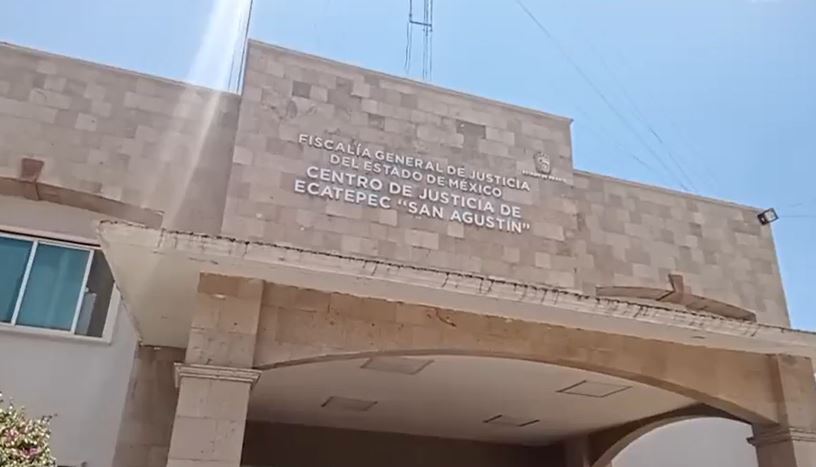 FISCALÍA GENERAL DE JUSTICIA
DEL ESTADO DE MÉXICO
CENTRO DE JUSTICIA DE
ECATEPEC "SAN AGUSTÍN"